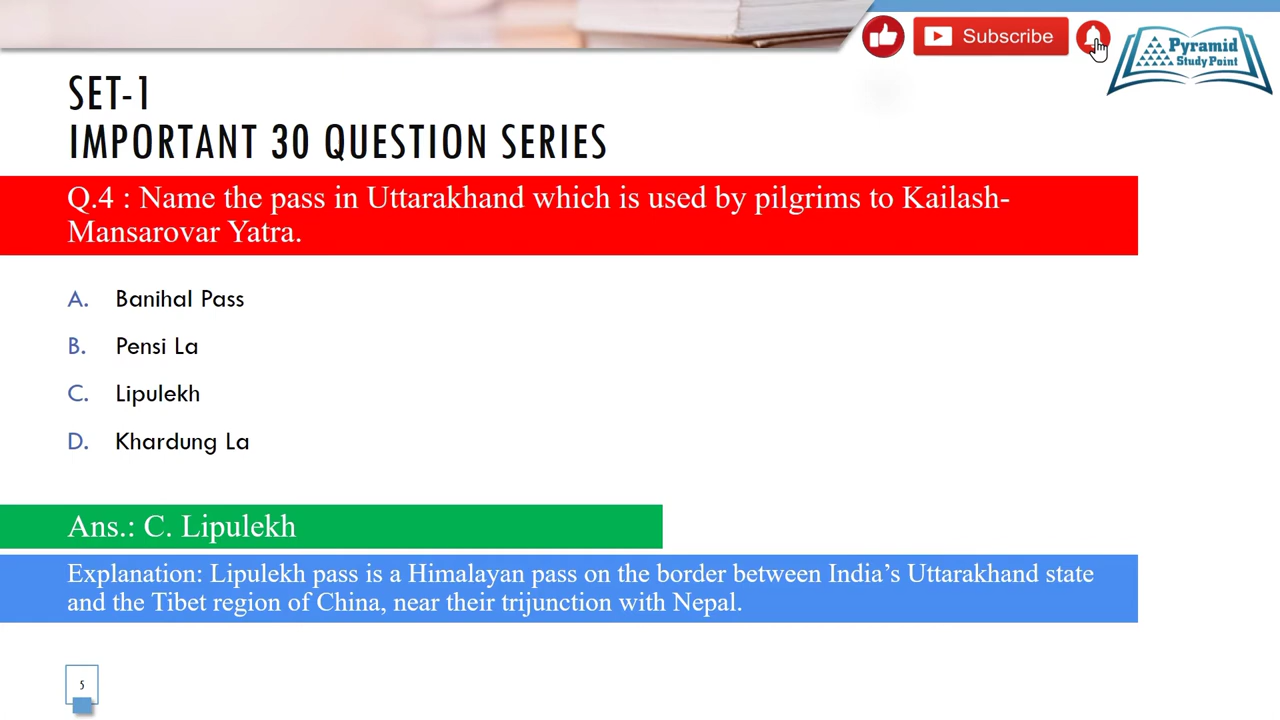 Subscribe
Pyramid
Study Point
SET-1
IMPORTANT 30 QUESTION SERIES
Q.4 : Name the pass in Uttarakhand which is used by pilgrims to Kailash-
Mansarovar Yatra.
A. Banihal Pass
B. Pensi La
C. Lipulekh
D. Khardung La
Ans.: C. Lipulekh
Explanation: Lipulekh pass is a Himalayan pass on the border between India’s Uttarakhand state
and the Tibet region of China, near their trijunction with Nepal.
5